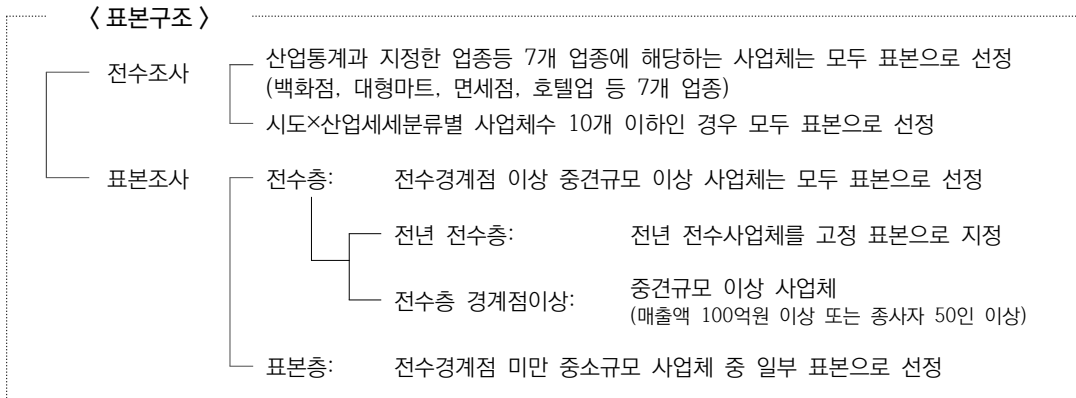 〈 표본구조 〉
전수조사
산업통계과 지정한 업종등 7개 업종에 해당하는 사업체는 모두 표본으로 선정
(백화점, 대형마트, 면세점, 호텔업 등 7개 업종)
시도×산업세세분류별 사업체수 10개 이하인 경우 모두 표본으로 선정
표본조사
전수층: 전수경계점 이상 중견규모 이상 사업체는 모두 표본으로 선정
전년 전수층: 전년 전수사업체를 고정 표본으로 지정
전수층 경계점이상: 중견규모 이상 사업체
(매출액 100억원 이상 또는 종사자 50인 이상)
표본층: 전수경계점 미만 중소규모 사업체 중 일부 표본으로 선정